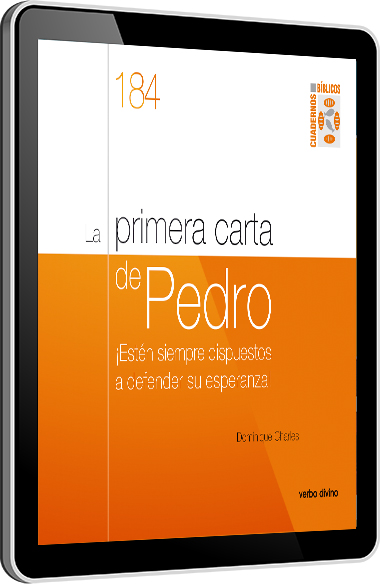 184
CUADERNOS
BÍBLICOS
La primera carta
de Pedro
¡Estén siempre dispuestos
a defender su esperanza
Dominique Charles
verbo divino